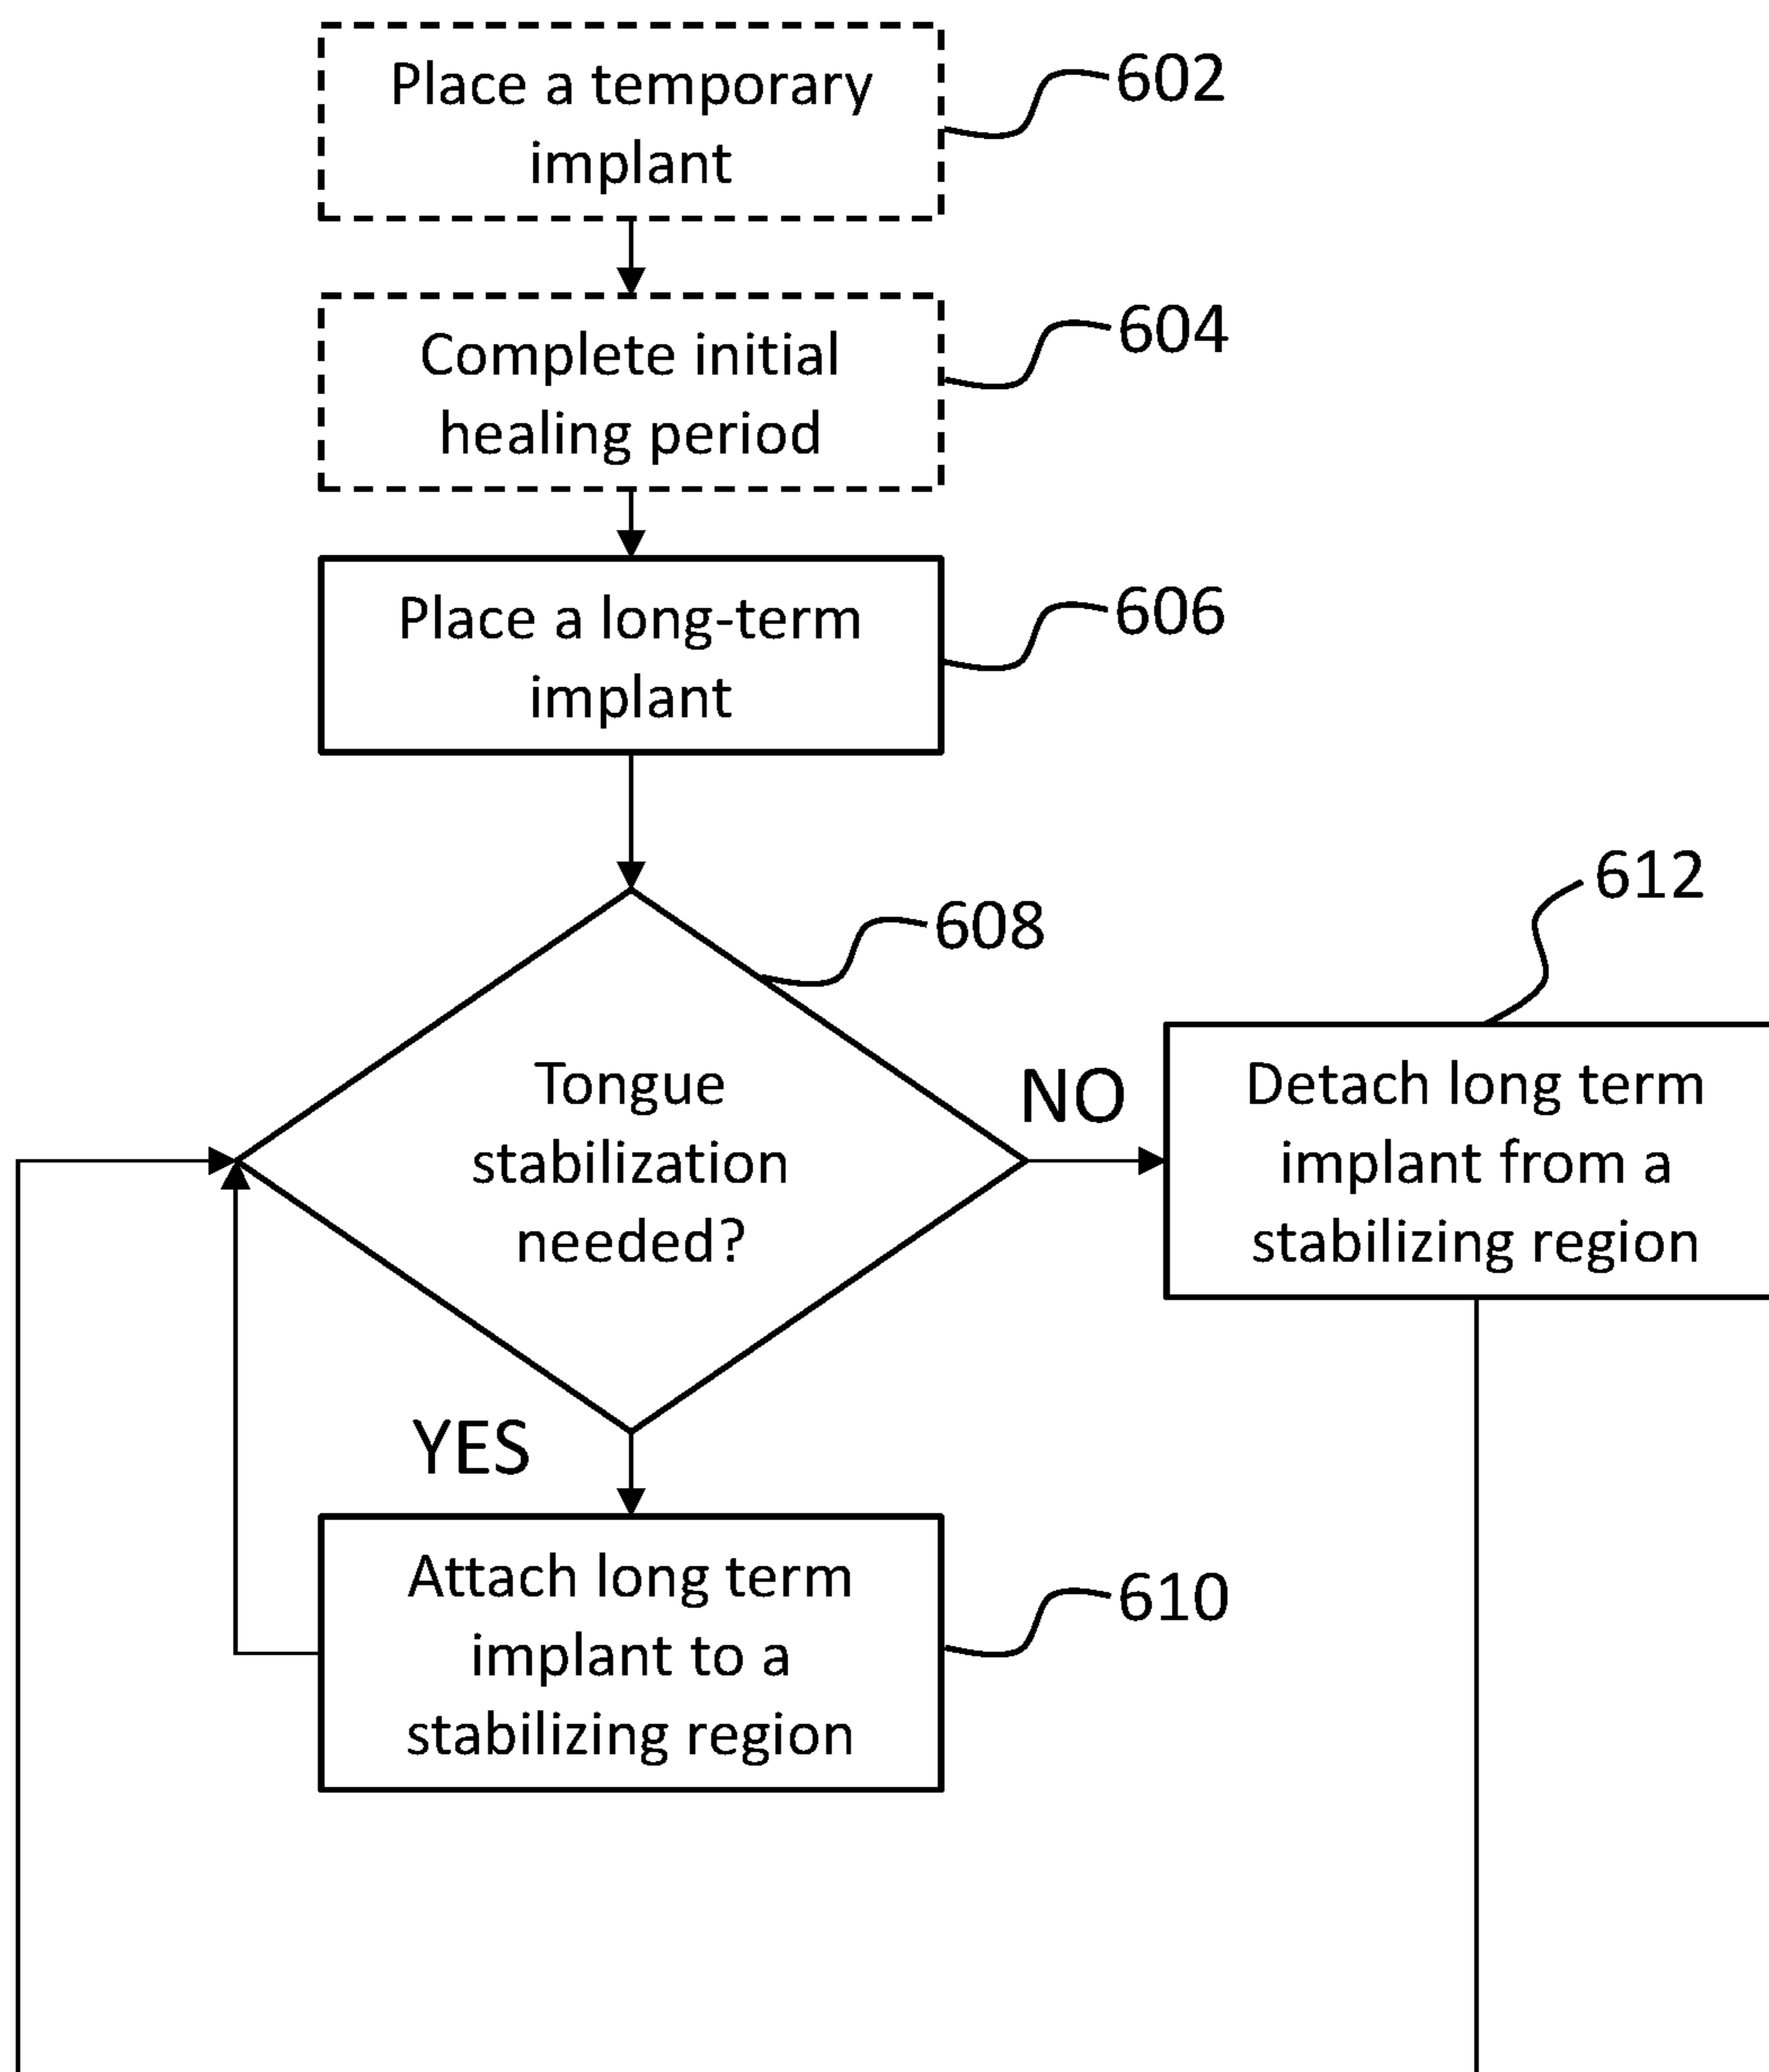 Place a temporary
implant
602
Complete initial
healing period
604
Place a long-term
implant
606
608
612
Tongue
stabilization
needed?
NO
Detach long term
implant from a
stabilizing region
YES
Attach long term
implant to a
stabilizing region
610